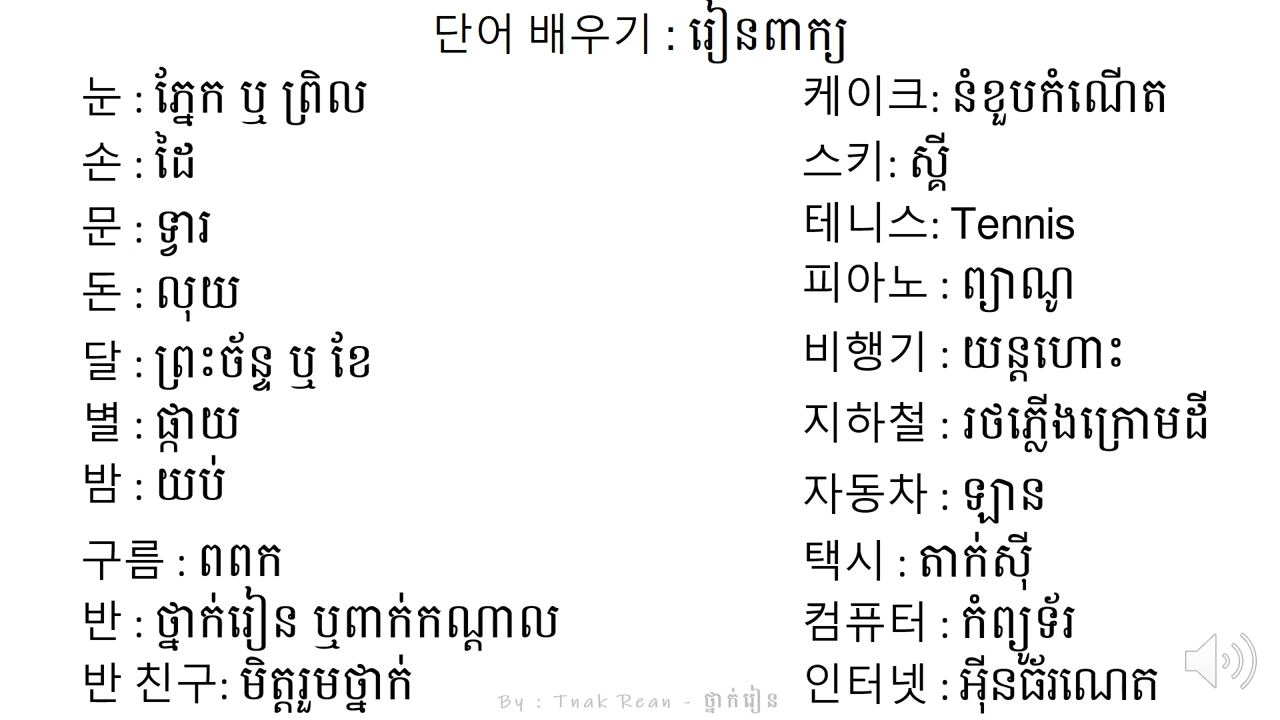 단어 배우기 : រៀនពាក្យ
눈 : ភ្នែក ឬ ព្រិល
손 : ដៃ
문 : ទ្វារ
돈 : លុយ
달 : ព្រះច័ន្ទ ឬ ខែ
별 : ផ្កាយ
밤 : យប់
구름 : ពពក
반 : ថ្នាក់រៀន ឬពាក់កណ្តាល
반 친구: មិត្តរួមថ្នាក់
케이크: នំខួបកំណើត
스키: ស្គី
테니스: Tennis
피아노 : ព្យាណូ
비행기 : យន្តហោះ
지하철 : រថភ្លើងក្រោមដី
자동차 : ឡាន
택시 : តាក់ស៊ី
컴퓨터 : កំព្យូទ័រ
인터넷 : អ៊ីនធ័រណេត
By : Tnak Rean - ថ្នាក់រៀន